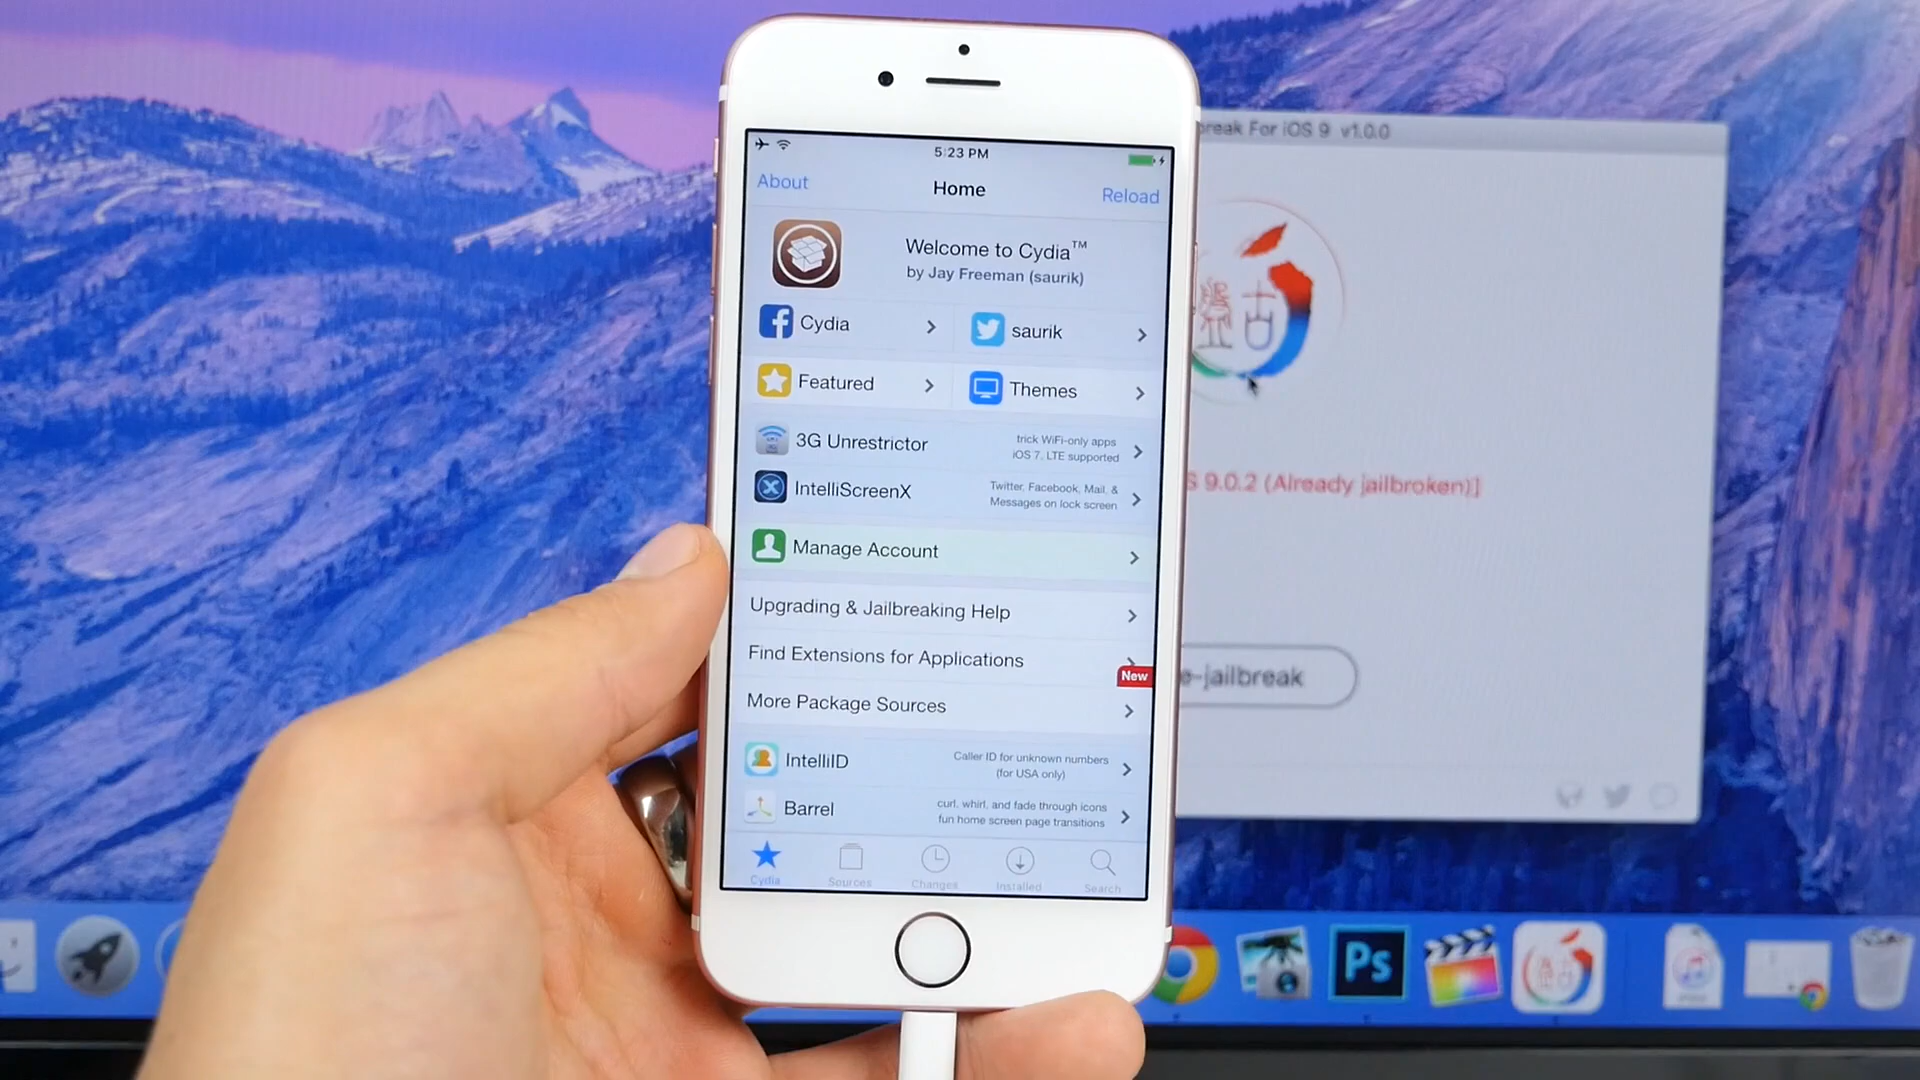 5:23 PM
About
Home
Reload
Welcome to Cydia™
by Jay Freeman (saurik)
Cydia
saurik
Featured
Themes
3G Unrestrictor
trick WiFi-only apps
iOS 7, LTE supported
IntelliScreenX
Twitter, Facebook, Mail, &
Messages on lock screen
Manage Account
Upgrading & Jailbreaking Help
Find Extensions for Applications
New
More Package Sources
IntelliID
Caller ID for unknown numbers
(for USA only)
Barrel
curl, whirl, and fade through icons
fun home screen page transitions
Cydia
Sources
Changes
Installed
Search
reak For iOS 9 v1.0.0
S 9.0.2 (Already jailbroken)]
e-jailbreak
Ps